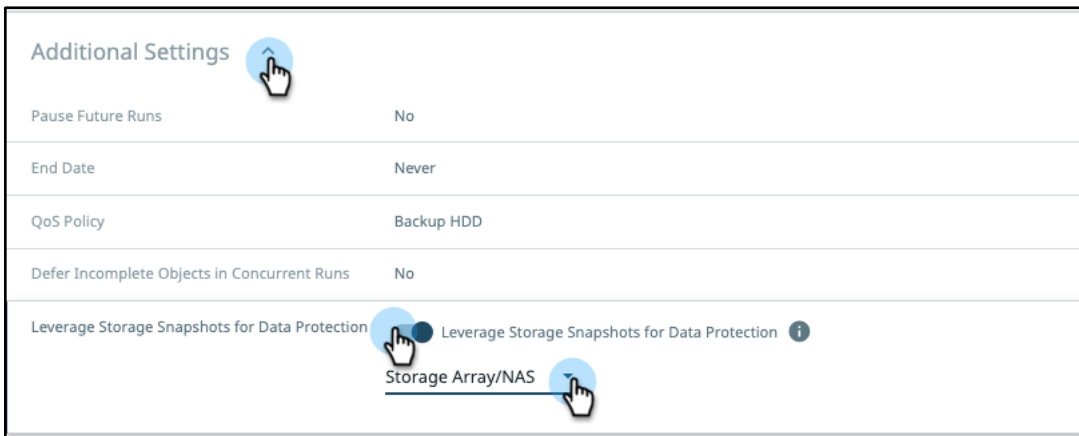 Additional Settings
Pause Future Runs No
End Date Never
QoS Policy Backup HDD
Defer Incomplete Objects in Concurrent Runs No
Leverage Storage Snapshots for Data Protection Leverage Storage Snapshots for Data Protection i
Storage Array/NAS